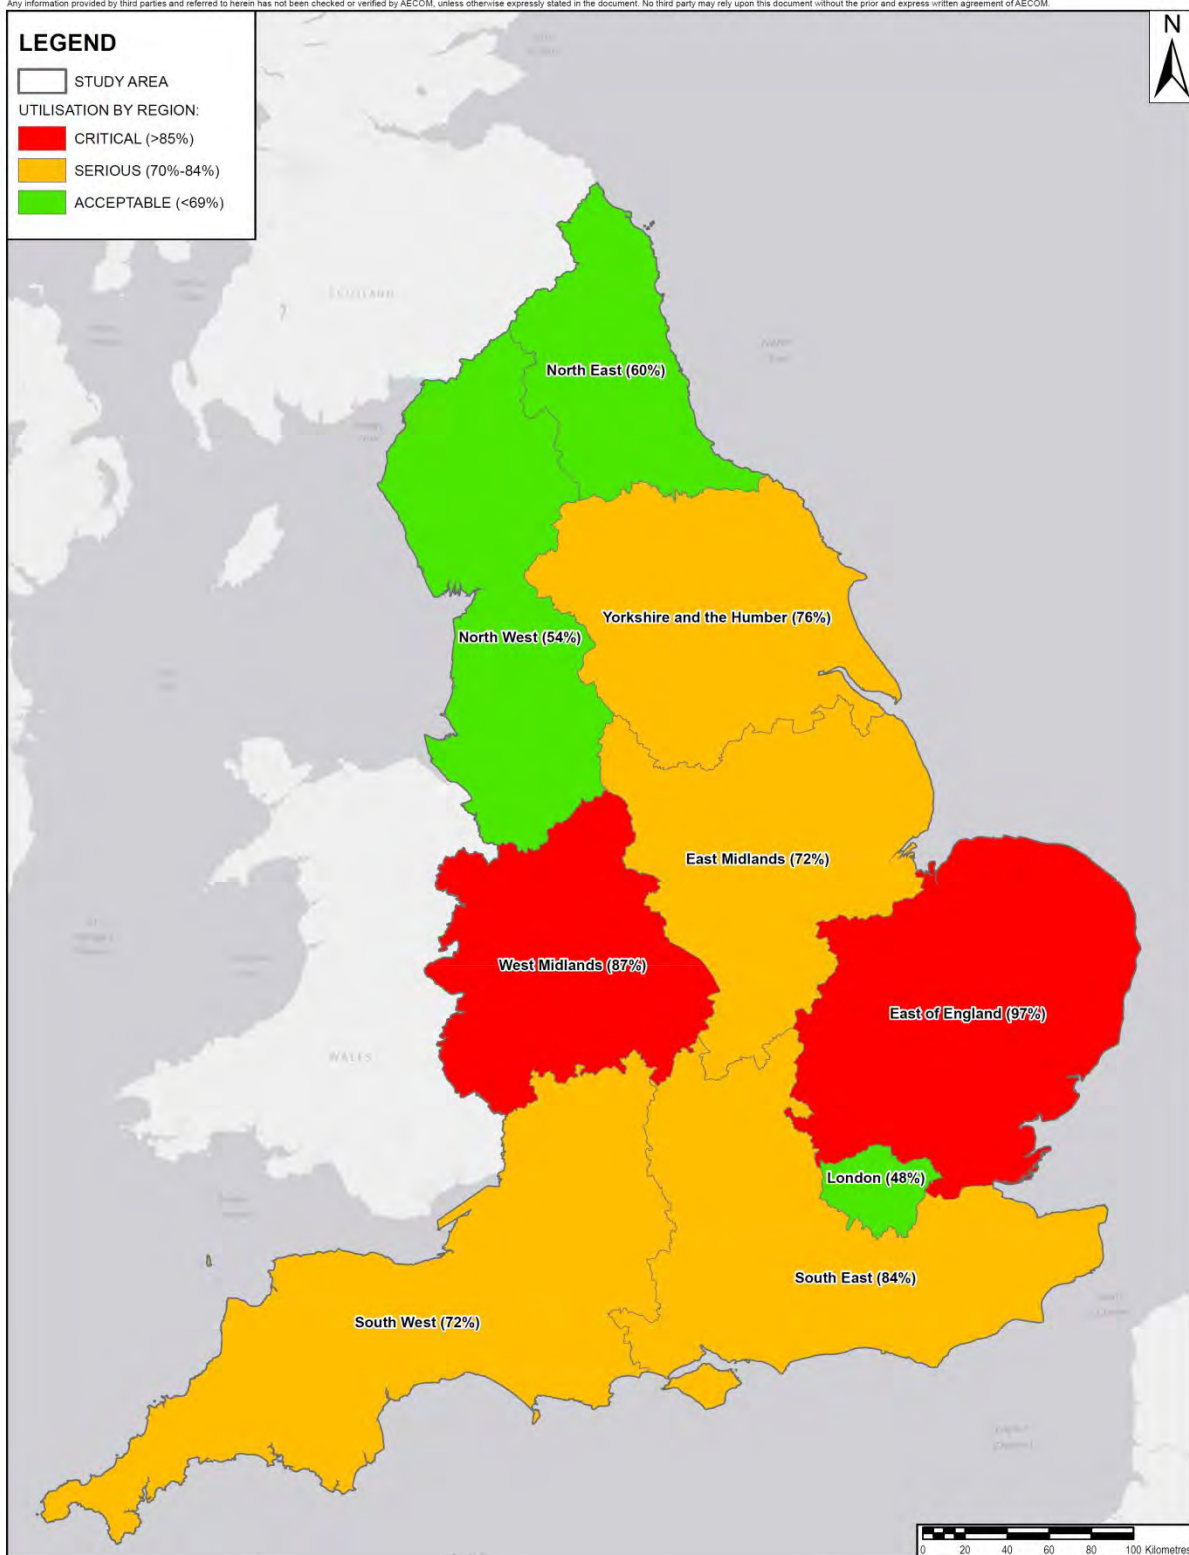 Any information provided by third parties and referred to herein has not been checked or verified by AECOM, unless otherwise expressly stated in the document. No third party may rely upon this document without the prior and express written agreement of AECOM.
LEGEND
N
STUDY AREA
UTILISATION BY REGION:
CRITICAL (>85%)
SERIOUS (70%-84%)
ACCEPTABLE (<69%)
SCOTLAND
North East (60%)
Yorkshire and the Humber (76%)
North West (54%)
East Midlands (72%)
West Midlands (87%)
East of England (97%)
WALES
London (48%)
South East (84%)
South West (72%)
0 20 40 60 80 100 Kilometres